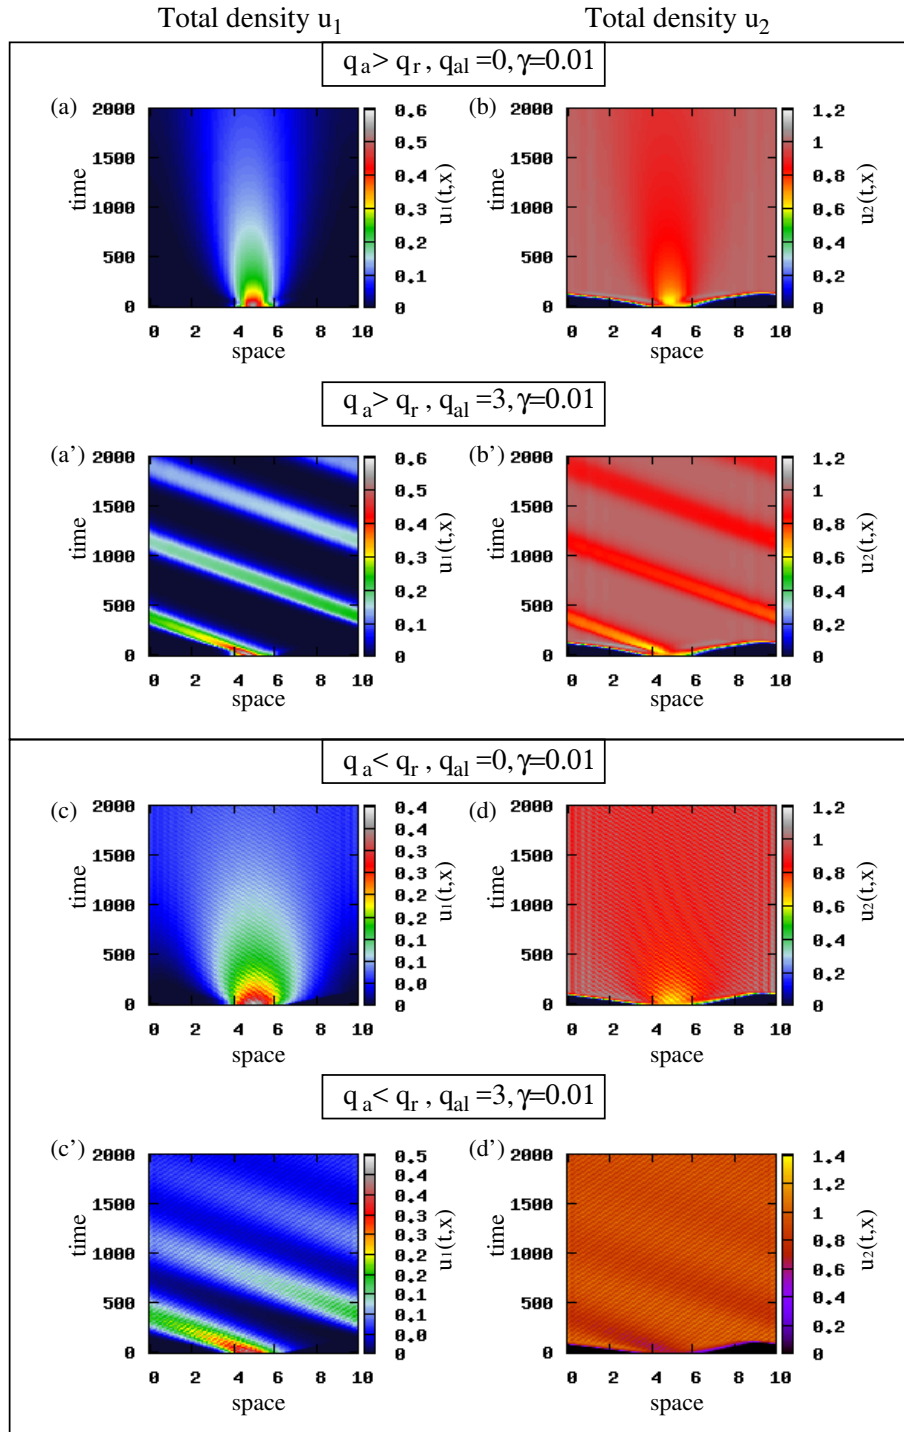 Total density u₁ Total density u₂
qₐ > qᵣ , qₐₗ =0, γ=0.01
(a) (b)
2000 0.6 2000 1.2
0.5 1
1500 0.4 1500 0.8
time 1000 0.3 u₁(t,x) time 1000 0.6 u₂(t,x)
0.2 0.4
500 0.1 500 0.2
0 0 0 0
0 2 4 6 8 10 0 2 4 6 8 10
space space
qₐ > qᵣ , qₐₗ =3, γ=0.01
(a’) (b’)
2000 0.6 2000 1.2
0.5 1
1500 0.4 1500 0.8
time 1000 0.3 u₁(t,x) time 1000 0.6 u₂(t,x)
0.2 0.4
500 0.1 500 0.2
0 0 0 0
0 2 4 6 8 10 0 2 4 6 8 10
space space
qₐ < qᵣ , qₐₗ =0, γ=0.01
(c) (d)
2000 0.4 2000 1.2
0.3 1
1500 0.3 1500 0.8
0.2
time 1000 0.2 u₁(t,x) time 1000 0.6 u₂(t,x)
0.1 0.4
500 0.1 500 0.2
0.0
0 0 0 0
0 2 4 6 8 10 0 2 4 6 8 10
space space
qₐ < qᵣ , qₐₗ =3, γ=0.01
(c’) (d’)
2000 0.5 2000 1.4
0.4 1.2
1500 0.4 1500 1
0.3
0.3 0.8
time 1000 0.2 u₁(t,x) time 1000 0.6 u₂(t,x)
0.2
500 0.1 500 0.4
0.1 0.2
0.0
0 0 0 0
0 2 4 6 8 10 0 2 4 6 8 10
space space